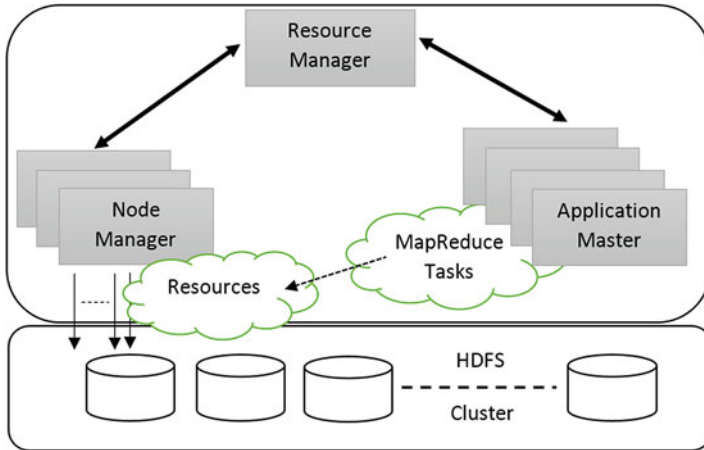 Resource
Manager
Node
Manager
Application
Master
MapReduce
Tasks
Resources
HDFS
Cluster